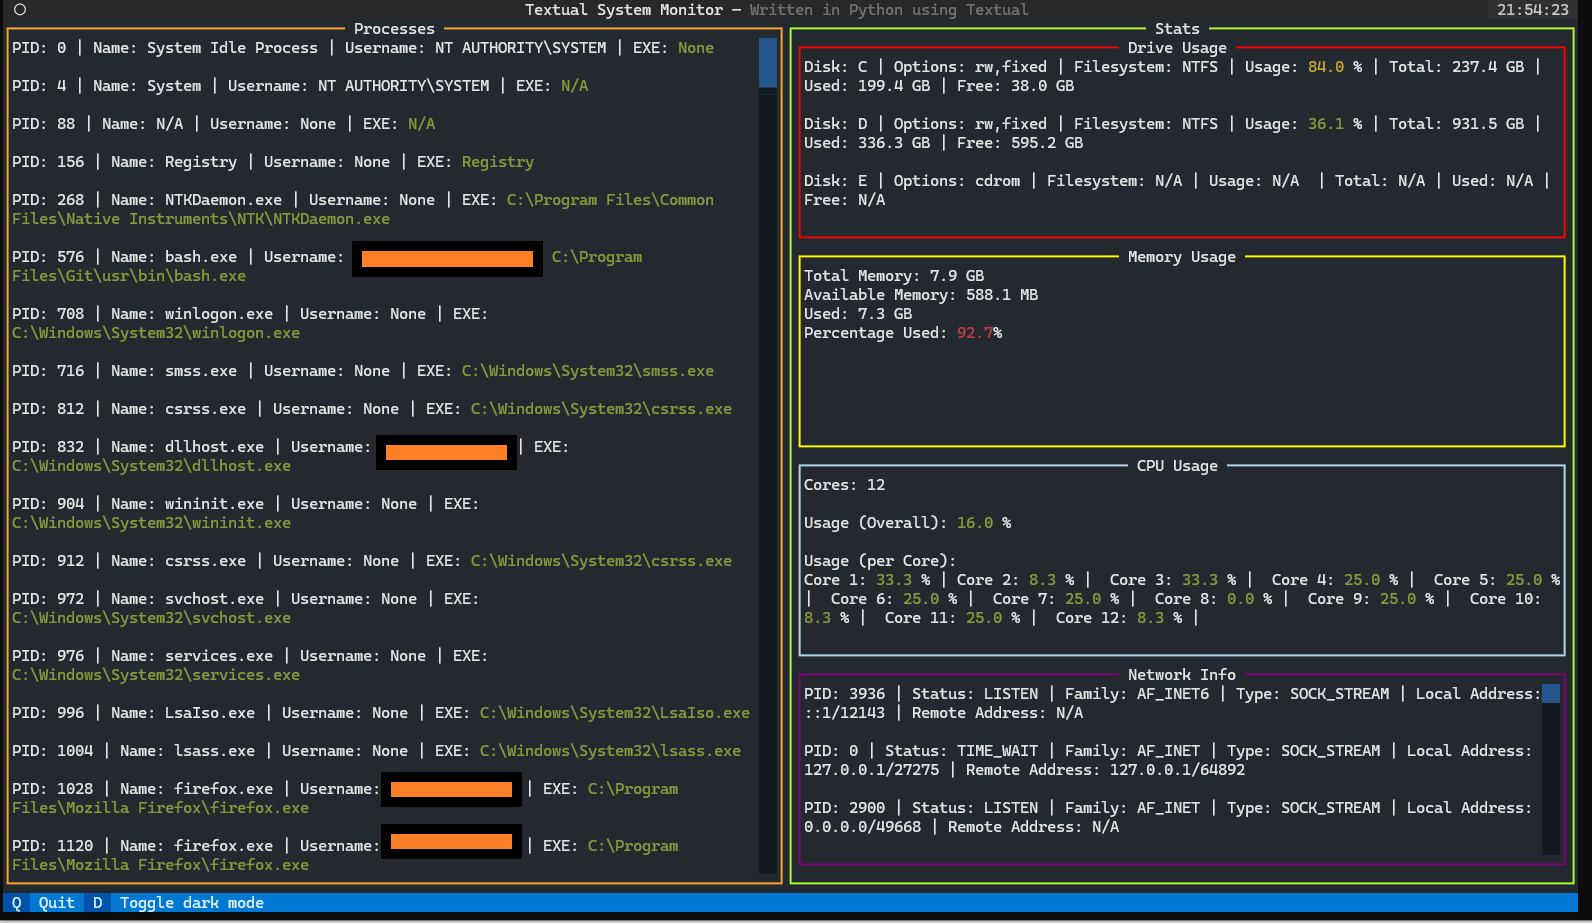 Textual System Monitor — Written in Python using Textual
21:54:23
Processes
PID: 0 | Name: System Idle Process | Username: NT AUTHORITY\SYSTEM | EXE: None
PID: 4 | Name: System | Username: NT AUTHORITY\SYSTEM | EXE: N/A
PID: 88 | Name: N/A | Username: None | EXE: N/A
PID: 156 | Name: Registry | Username: None | EXE: Registry
PID: 268 | Name: NTKDaemon.exe | Username: None | EXE: C:\Program Files\Common
Files\Native Instruments\NTK\NTKDaemon.exe
PID: 576 | Name: bash.exe | Username: C:\Program
Files\Git\usr\bin\bash.exe
PID: 708 | Name: winlogon.exe | Username: None | EXE:
C:\Windows\System32\winlogon.exe
PID: 716 | Name: smss.exe | Username: None | EXE: C:\Windows\System32\smss.exe
PID: 812 | Name: csrss.exe | Username: None | EXE: C:\Windows\System32\csrss.exe
PID: 832 | Name: dllhost.exe | Username: | EXE:
C:\Windows\System32\dllhost.exe
PID: 904 | Name: wininit.exe | Username: None | EXE:
C:\Windows\System32\wininit.exe
PID: 912 | Name: csrss.exe | Username: None | EXE: C:\Windows\System32\csrss.exe
PID: 972 | Name: svchost.exe | Username: None | EXE:
C:\Windows\System32\svchost.exe
PID: 976 | Name: services.exe | Username: None | EXE:
C:\Windows\System32\services.exe
PID: 996 | Name: LsaIso.exe | Username: None | EXE: C:\Windows\System32\LsaIso.exe
PID: 1004 | Name: lsass.exe | Username: None | EXE: C:\Windows\System32\lsass.exe
PID: 1028 | Name: firefox.exe | Username: | EXE: C:\Program
Files\Mozilla Firefox\firefox.exe
PID: 1120 | Name: firefox.exe | Username: | EXE: C:\Program
Files\Mozilla Firefox\firefox.exe
Stats
Drive Usage
Disk: C | Options: rw,fixed | Filesystem: NTFS | Usage: 84.0 % | Total: 237.4 GB |
Used: 199.4 GB | Free: 38.0 GB
Disk: D | Options: rw,fixed | Filesystem: NTFS | Usage: 36.1 % | Total: 931.5 GB |
Used: 336.3 GB | Free: 595.2 GB
Disk: E | Options: cdrom | Filesystem: N/A | Usage: N/A  | Total: N/A | Used: N/A |
Free: N/A
Memory Usage
Total Memory: 7.9 GB
Available Memory: 588.1 MB
Used: 7.3 GB
Percentage Used: 92.7%
CPU Usage
Cores: 12
Usage (Overall): 16.0 %
Usage (per Core):
Core 1: 33.3 % | Core 2: 8.3 % |  Core 3: 33.3 % |  Core 4: 25.0 % |  Core 5: 25.0 %
|  Core 6: 25.0 % |  Core 7: 25.0 % |  Core 8: 0.0 % |  Core 9: 25.0 % |  Core 10:
8.3 % |  Core 11: 25.0 % |  Core 12: 8.3 % |
Network Info
PID: 3936 | Status: LISTEN | Family: AF_INET6 | Type: SOCK_STREAM | Local Address:
::1/12143 | Remote Address: N/A
PID: 0 | Status: TIME_WAIT | Family: AF_INET | Type: SOCK_STREAM | Local Address:
127.0.0.1/27275 | Remote Address: 127.0.0.1/64892
PID: 2900 | Status: LISTEN | Family: AF_INET | Type: SOCK_STREAM | Local Address:
0.0.0.0/49668 | Remote Address: N/A
Q Quit D Toggle dark mode